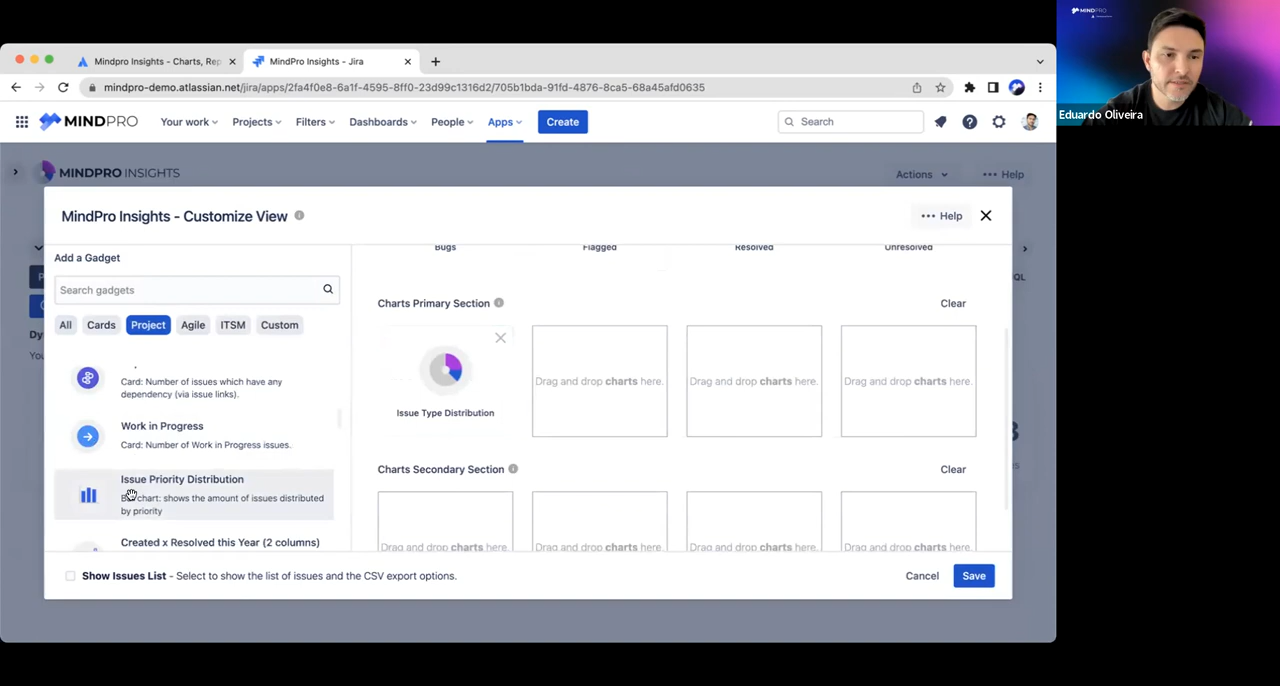 MINDPRO
Eduardo Oliveira
Mindpro Insights - Charts, Rep
MindPro Insights - Jira
mindpro-demo.atlassian.net/jira/apps/2fa4f0e8-6a1f-4595-8ff0-23d99c1316d2/705b1bda-91fd-4876-8ca5-68a45afd0635
MINDPRO
Your work
Projects
Filters
Dashboards
People
Apps
Create
Search
MINDPRO INSIGHTS
Actions
Help
MindPro Insights - Customize View
Help
Add a Gadget
Search gadgets
All
Cards
Project
Agile
ITSM
Custom
Card: Number of issues which have any
dependency (via issue links).
Work in Progress
Card: Number of Work in Progress issues.
Issue Priority Distribution
chart: shows the amount of issues distributed
by priority
Created x Resolved this Year (2 columns)
Bugs
Flagged
Resolved
Unresolved
Charts Primary Section
Clear
Issue Type Distribution
Drag and drop charts here.
Drag and drop charts here.
Drag and drop charts here.
Charts Secondary Section
Clear
Drag and drop charts here.
Drag and drop charts here.
Drag and drop charts here.
Drag and drop charts here.
Show Issues List - Select to show the list of issues and the CSV export options.
Cancel
Save